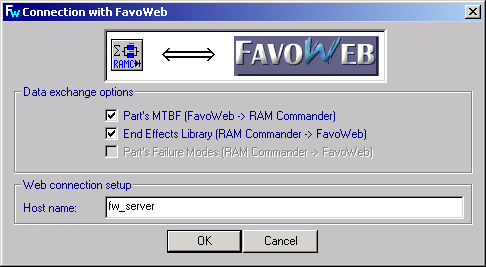 Fw Connection with FavoWeb
RAMC
FAVOWEB
Data exchange options
Part's MTBF (FavoWeb -> RAM Commander)
End Effects Library (RAM Commander -> FavoWeb)
Part's Failure Modes (RAM Commander -> FavoWeb)
Web connection setup
Host name: fw_server
OK Cancel